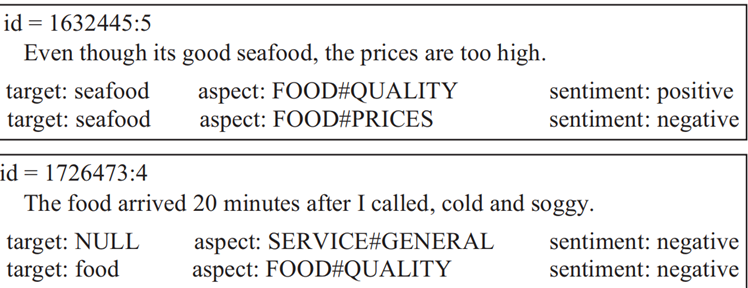 id = 1632445:5
Even though its good seafood, the prices are too high.
target: seafood aspect: FOOD#QUALITY sentiment: positive
target: seafood aspect: FOOD#PRICES sentiment: negative
id = 1726473:4
The food arrived 20 minutes after I called, cold and soggy.
target: NULL aspect: SERVICE#GENERAL sentiment: negative
target: food aspect: FOOD#QUALITY sentiment: negative